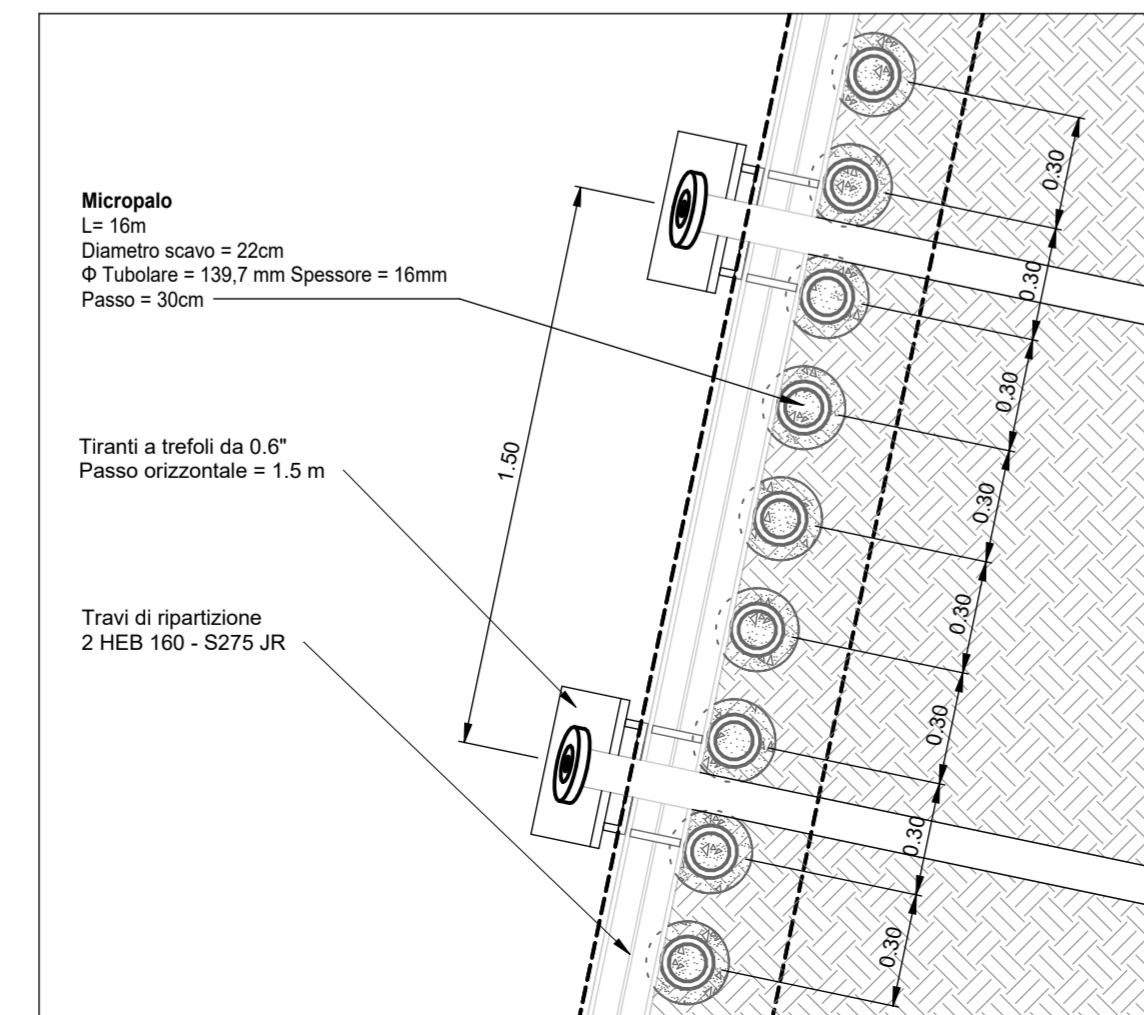 Micropalo
L= 16m
Diametro scavo = 22cm
Φ Tubolare = 139,7 mm Spessore = 16mm
Passo = 30cm
Tiranti a trefoli da 0.6"
Passo orizzontale = 1.5 m
Travi di ripartizione
2 HEB 160 - S275 JR
1.50
0.30
0.30
0.30
0.30
0.30
0.30
0.30
0.30